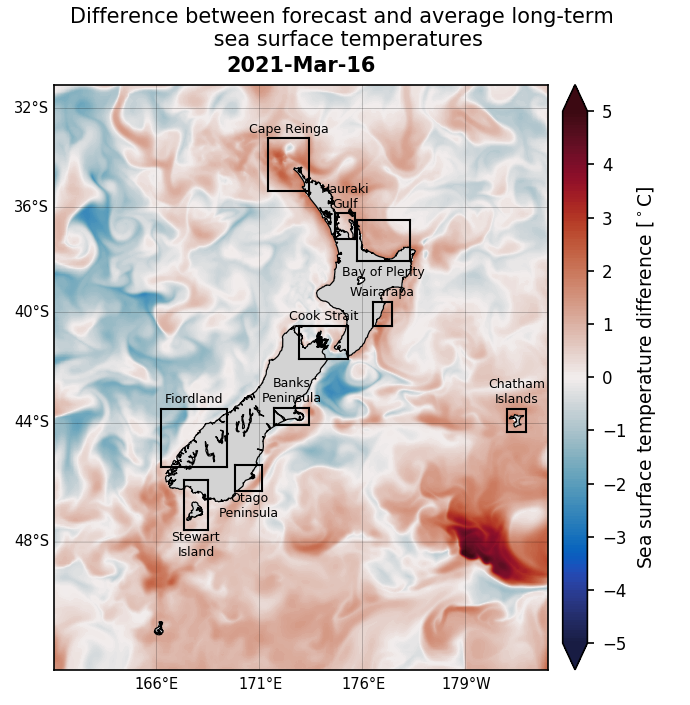 Difference between forecast and average long-term
sea surface temperatures
2021-Mar-16
32°S
36°S
40°S
44°S
48°S
166°E
171°E
176°E
179°W
Cape Reinga
Hauraki
Gulf
Bay of Plenty
Wairarapa
Cook Strait
Banks
Peninsula
Fiordland
Chatham
Islands
Otago
Peninsula
Stewart
Island
5
4
3
2
1
0
−1
−2
−3
−4
−5
Sea surface temperature difference [°C]